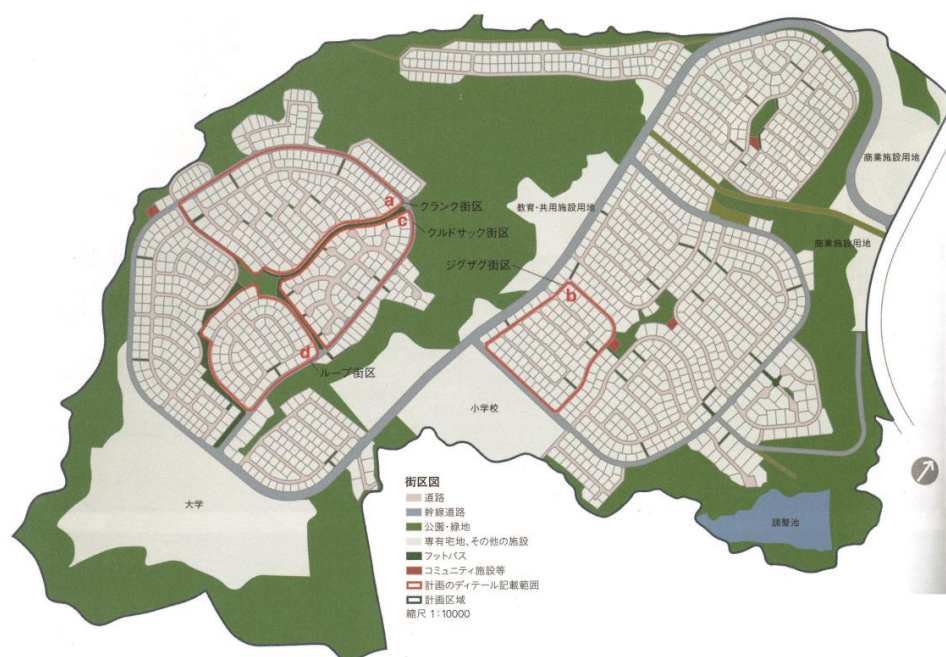 商業施設用地
教育・共用施設用地
商業施設用地
a
クランク街区
c
クルドサック街区
ジグザグ街区
b
d
ループ街区
小学校
大学
調整池
街区図
道路
幹線道路
公園・緑地
専有宅地、その他の施設
フットパス
コミュニティ施設等
計画のディテール記載範囲
計画区域
縮尺 1:10000